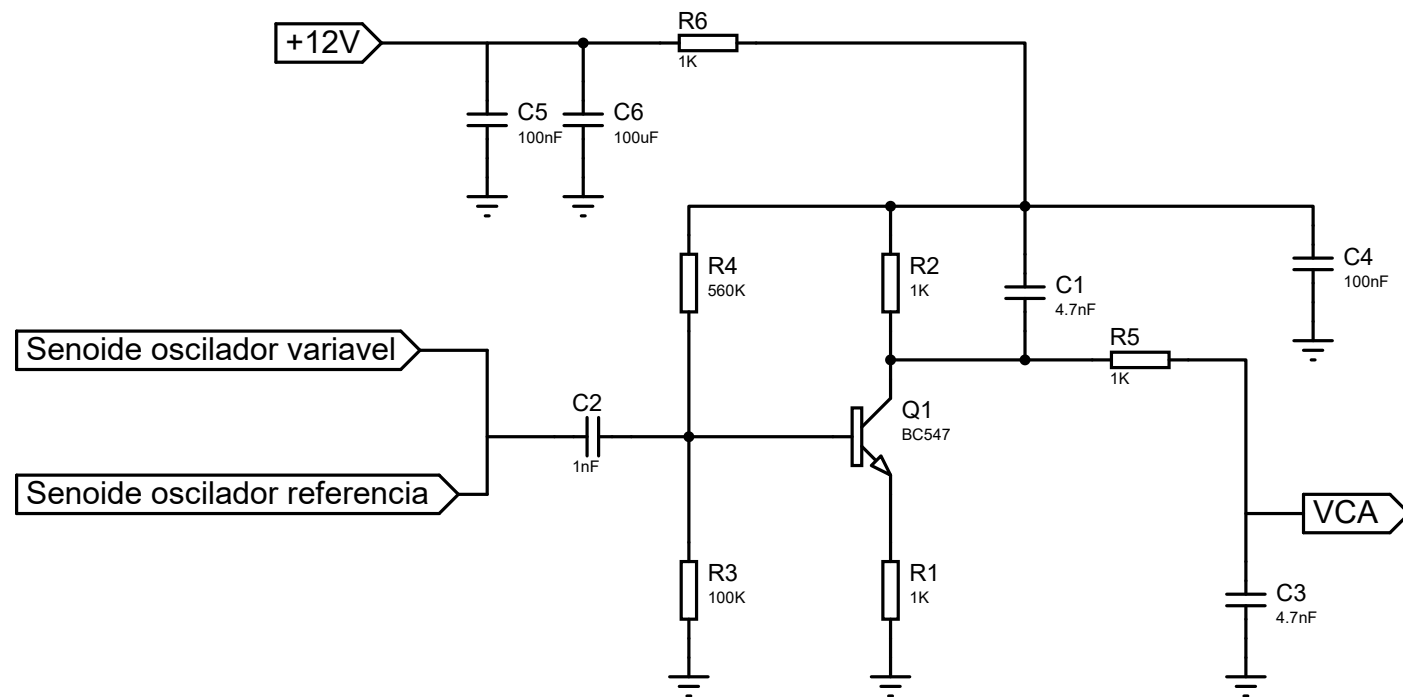 +12V
R6
1K
C5
100nF
C6
100uF
R4
560K
R2
1K
C1
4.7nF
C4
100nF
Senoide oscilador variavel
R5
1K
C2
1nF
Q1
BC547
Senoide oscilador referencia
VCA
R3
100K
R1
1K
C3
4.7nF